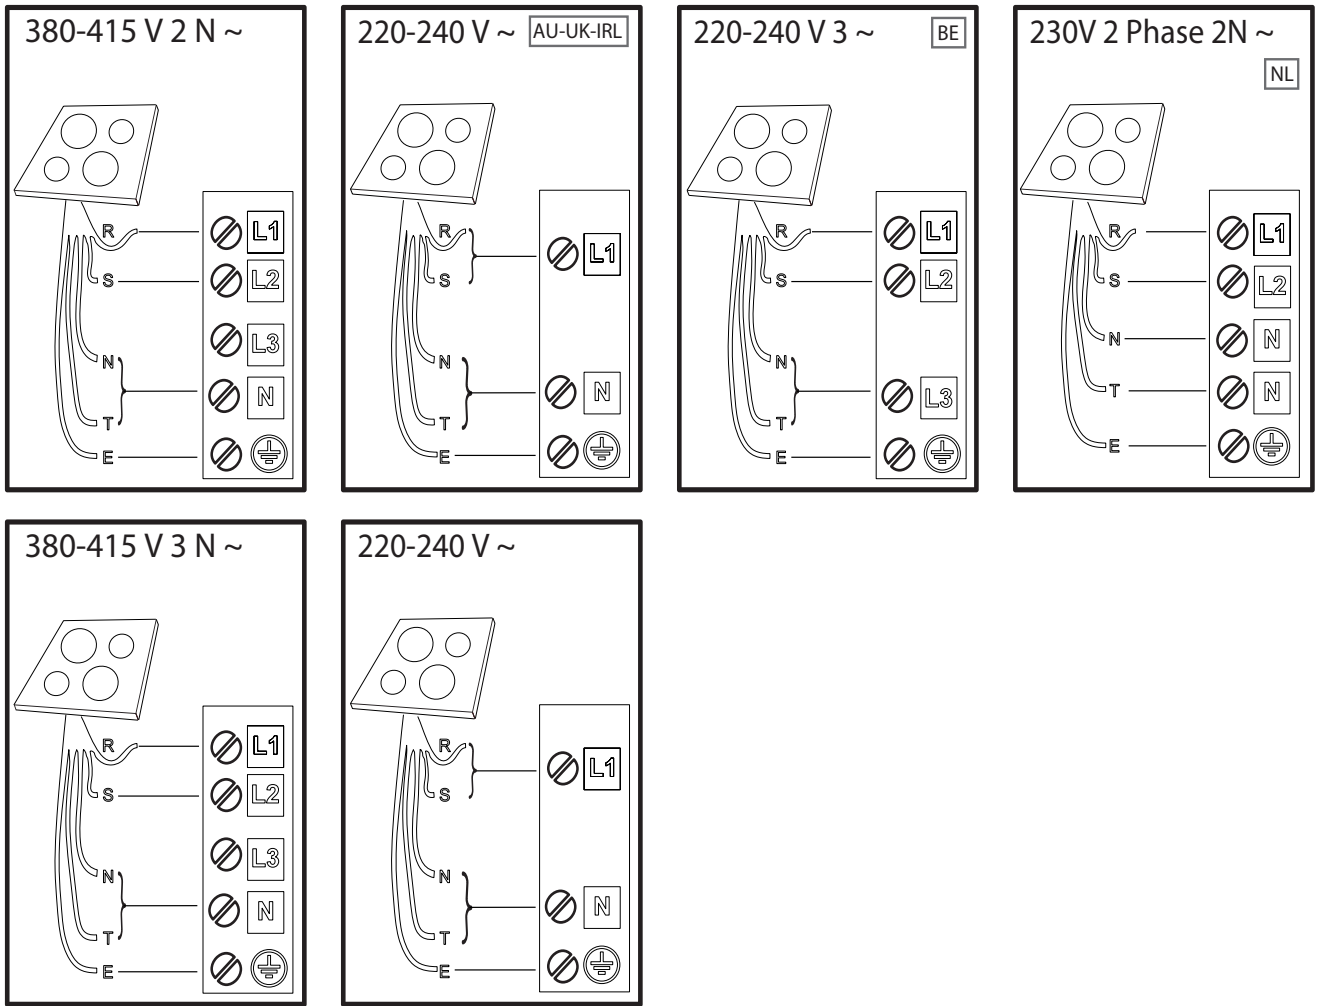 380-415 V 2 N ~
R L1
S L2
L3
N
N
T
E
220-240 V ~ AU-UK-IRL
R
L1
S
N
N
T
E
220-240 V 3 ~ BE
R L1
S L2
N
L3
T
E
230V 2 Phase 2N ~
NL
R L1
S L2
N N
T N
E
380-415 V 3 N ~
R L1
S L2
L3
N
N
T
E
220-240 V ~
R
L1
S
N
N
T
E